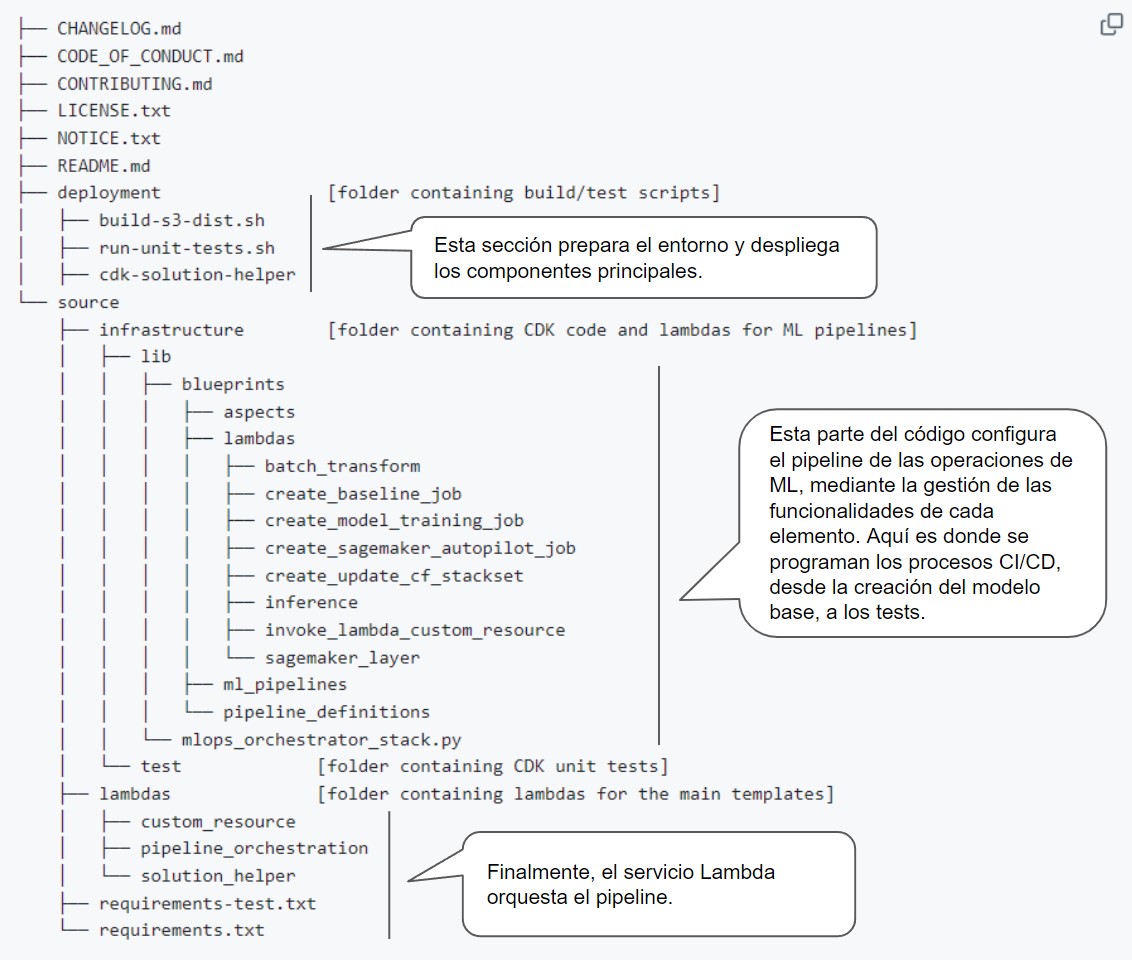 ├── CHANGELOG.md
├── CODE_OF_CONDUCT.md
├── CONTRIBUTING.md
├── LICENSE.txt
├── NOTICE.txt
├── README.md
├── deployment [folder containing build/test scripts]
│ ├── build-s3-dist.sh
│ ├── run-unit-tests.sh
│ ├── cdk-solution-helper
Esta sección prepara el entorno y despliega
los componentes principales.
└── source
├── infrastructure [folder containing CDK code and lambdas for ML pipelines]
│ ├── lib
│ │ ├── blueprints
│ │ │ ├── aspects
│ │ │ ├── lambdas
│ │ │ │ ├── batch_transform
│ │ │ │ ├── create_baseline_job
│ │ │ │ ├── create_model_training_job
│ │ │ │ ├── create_sagemaker_autopilot_job
│ │ │ │ ├── create_update_cf_stackset
│ │ │ │ ├── inference
│ │ │ │ ├── invoke_lambda_custom_resource
│ │ │ │ └── sagemaker_layer
│ │ │ ├── ml_pipelines
│ │ │ └── pipeline_definitions
│ │ └── mlops_orchestrator_stack.py
Esta parte del código configura
el pipeline de las operaciones de
ML, mediante la gestión de las
funcionalidades de cada
elemento. Aquí es donde se
programan los procesos CI/CD,
desde la creación del modelo
base, a los tests.
│ └── test [folder containing CDK unit tests]
├── lambdas [folder containing lambdas for the main templates]
│ ├── custom_resource
│ ├── pipeline_orchestration
│ └── solution_helper
├── requirements-test.txt
└── requirements.txt
Finalmente, el servicio Lambda
orquesta el pipeline.